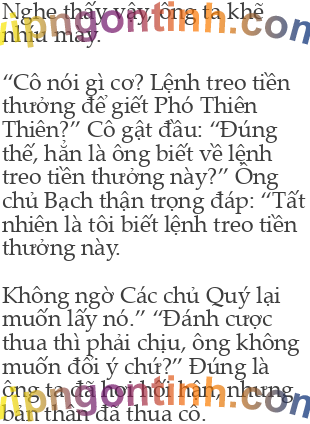 Nghe thấy vậy, ông ta khẽ
nhíu mày.
“Cô nói gì cơ? Lệnh treo tiền
thưởng để giết Phó Thiên
Thiên?” Cô gật đầu: “Đúng
thế, hẳn là ông biết về lệnh
treo tiền thưởng này?” Ông
chủ Bạch thận trọng đáp: “Tất
nhiên là tôi biết lệnh treo tiền
thưởng này.
Không ngờ Các chủ Quý lại
muốn lấy nó.” “Đánh cược
thua thì phải chịu, ông không
muốn đổi ý chứ?” Đúng là
ông ta đã hơi hối hận, nhưng
bản thân đã thua cô.